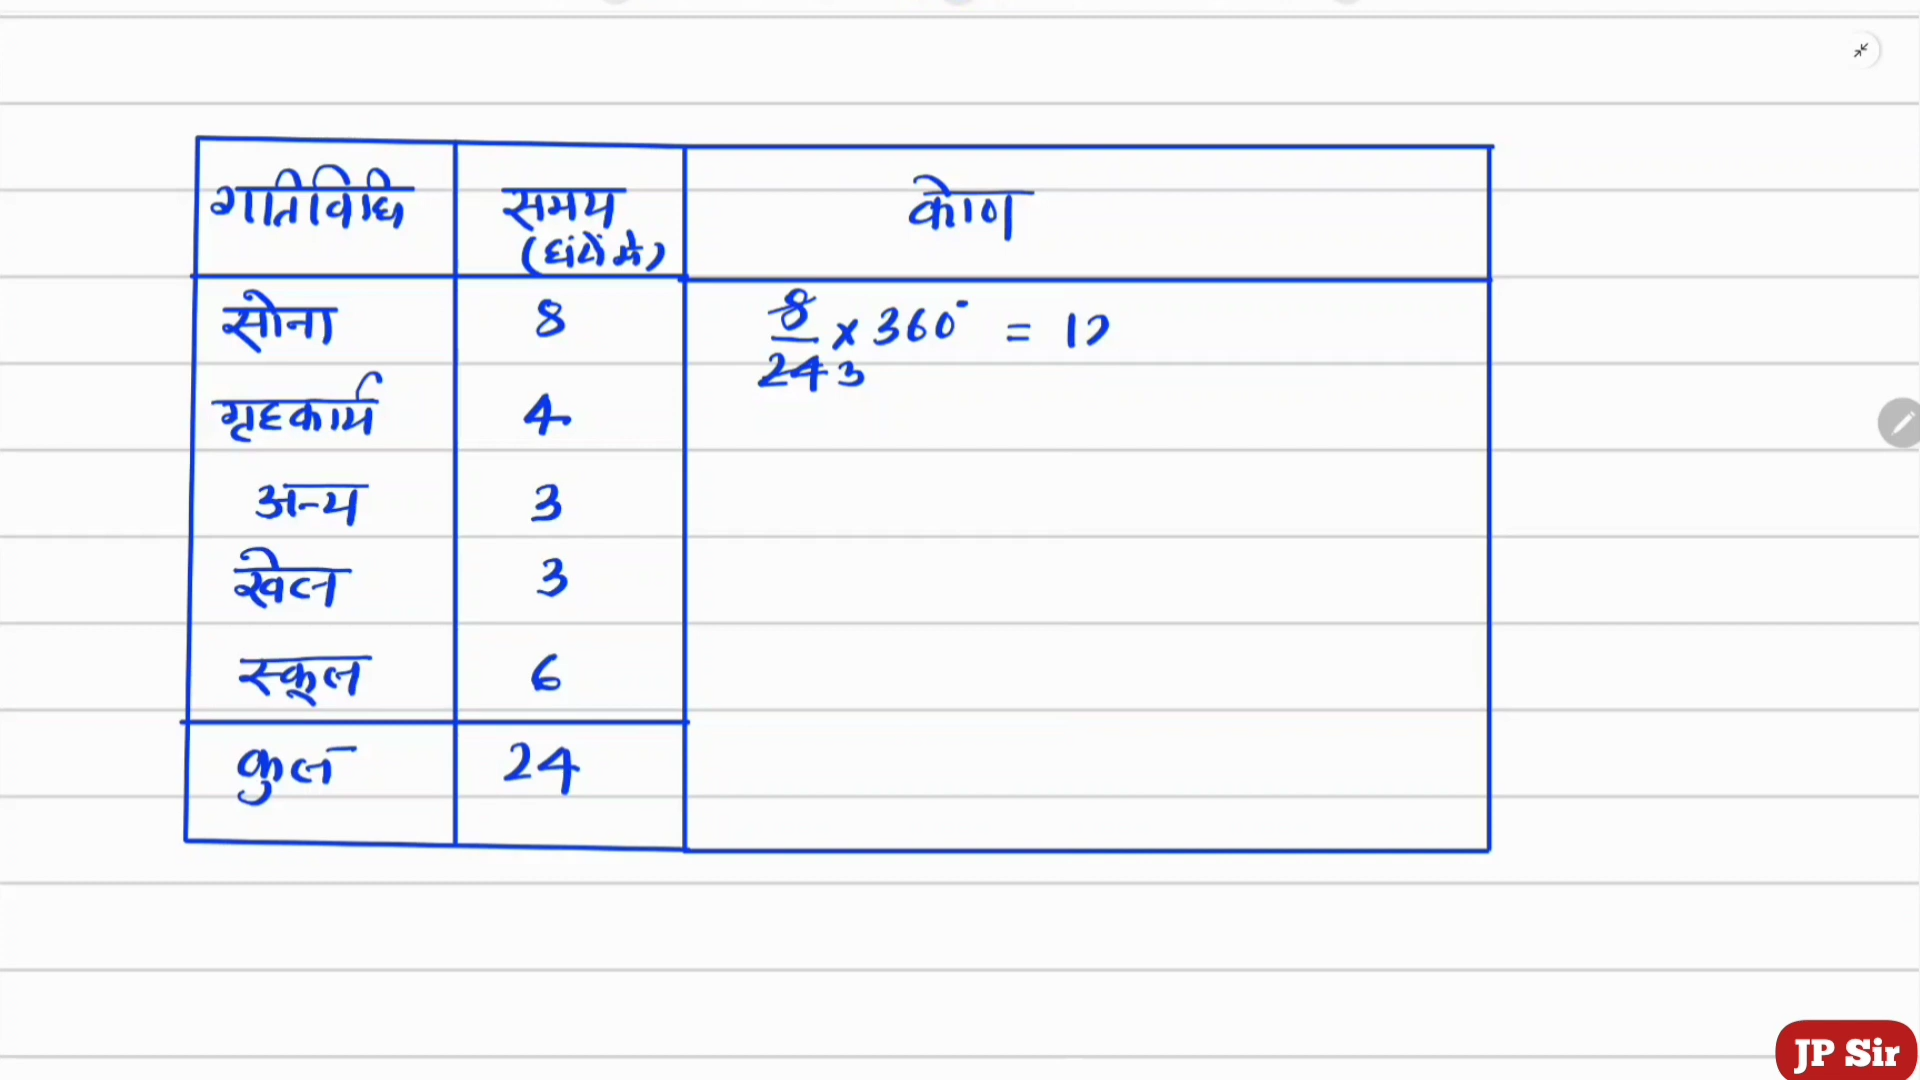 गतिविधि समय कोण
(घंटों में)
सोना 8 8/24 3 × 360° = 12
गृहकार्य 4
अन्य 3
खेल 3
स्कूल 6
कुल 24
JP Sir